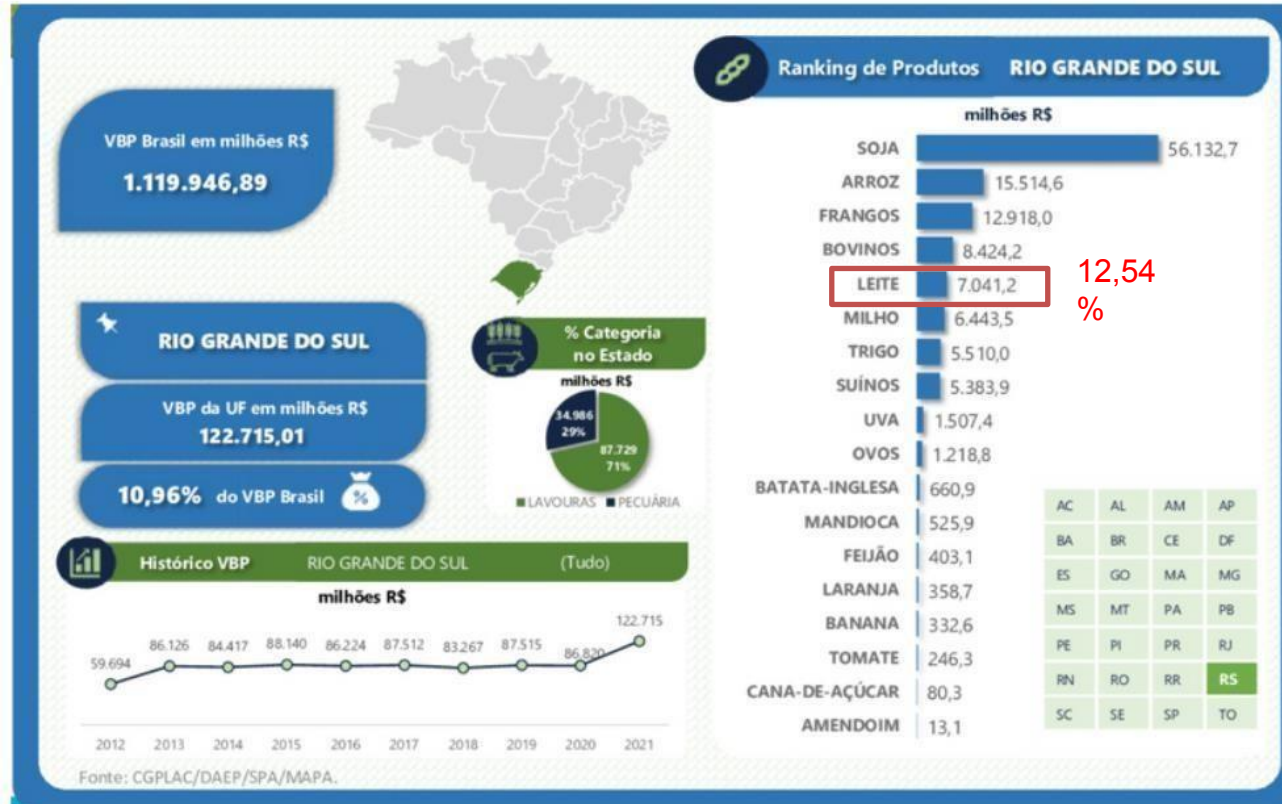 VBP Brasil em milhões R$
1.119.946,89
RIO GRANDE DO SUL
VBP da UF em milhões R$
122.715,01
10,96% do VBP Brasil
%
% Categoria
no Estado
milhões R$
34.986
29%
87.729
71%
LAVOURAS PECUÁRIA
Histórico VBP RIO GRANDE DO SUL (Tudo)
milhões R$
59.694 86.126 84.417 88.140 86.224 87.512 83.267 87.515 86.820 122.715
2012 2013 2014 2015 2016 2017 2018 2019 2020 2021
Fonte: CGPLAC/DAEP/SPA/MAPA.
Ranking de Produtos RIO GRANDE DO SUL
milhões R$
SOJA 56.132,7
ARROZ 15.514,6
FRANGOS 12.918,0
BOVINOS 8.424,2
LEITE 7.041,2
12,54
%
MILHO 6.443,5
TRIGO 5.510,0
SUÍNOS 5.383,9
UVA 1.507,4
OVOS 1.218,8
BATATA-INGLESA 660,9
MANDIOCA 525,9
FEIJÃO 403,1
LARANJA 358,7
BANANA 332,6
TOMATE 246,3
CANA-DE-AÇÚCAR 80,3
AMENDOIM 13,1
AC AL AM AP
BA BR CE DF
ES GO MA MG
MS MT PA PB
PE PI PR RJ
RN RO RR RS
SC SE SP TO